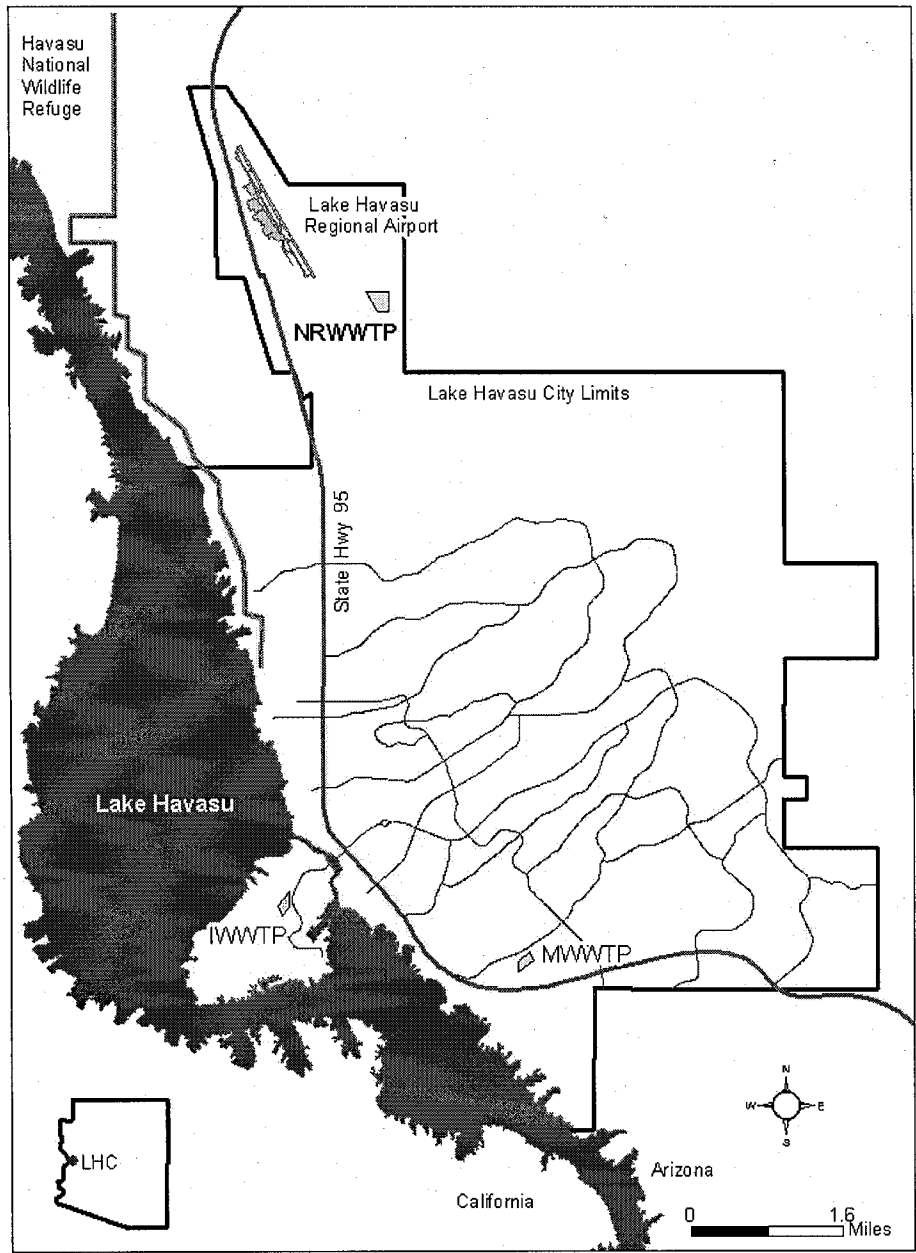 Havasu
National
Wildlife
Refuge
Lake Havasu
Regional Airport
NRWWTP
Lake Havasu City Limits
State Hwy 95
Lake Havasu
IWWTP
MWWTP
N
W
E
S
LHC
Arizona
California
0
1.6
Miles